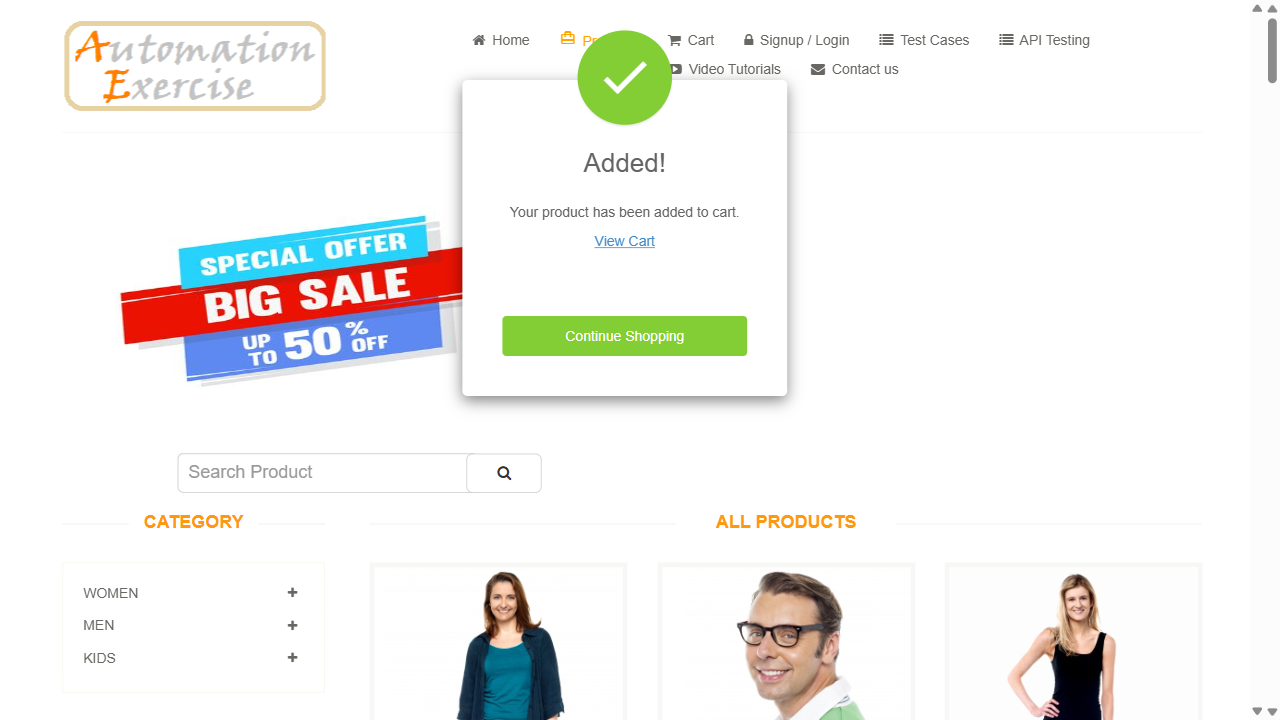 Automation
Exercise
Home
Cart
Signup / Login
Test Cases
API Testing
Video Tutorials
Contact us
Added!
Your product has been added to cart.
View Cart
Continue Shopping
SPECIAL OFFER
BIG SALE
UP TO 50% OFF
Search Product
CATEGORY
ALL PRODUCTS
WOMEN
MEN
KIDS